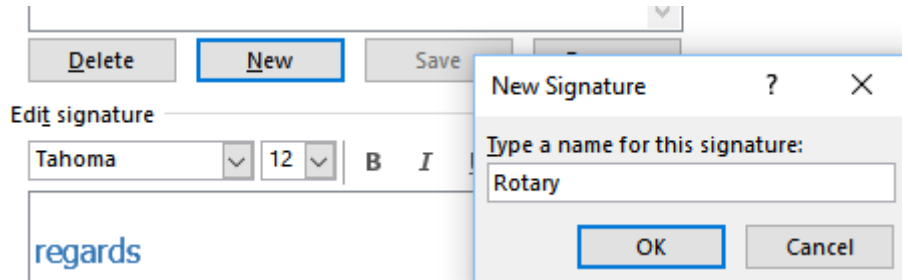 Delete New Save
New Signature ?
Edit signature
Type a name for this signature:
Tahoma 12 B I
Rotary
OK Cancel
regards